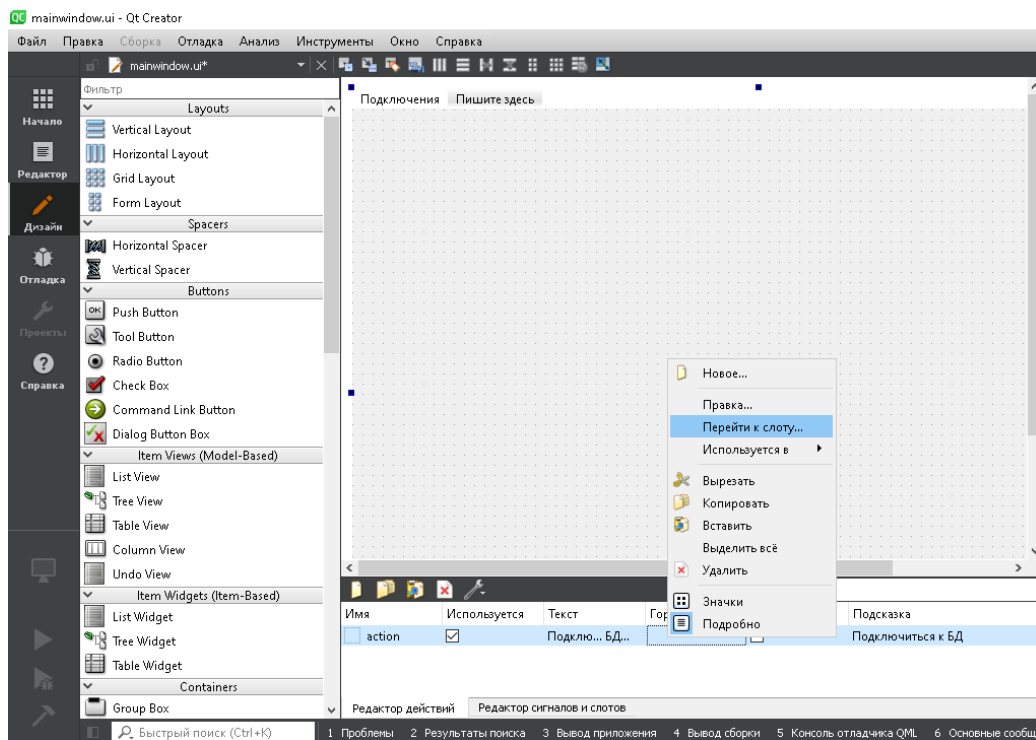 mainwindow.ui - Qt Creator
Файл Правка Сборка Отладка Анализ Инструменты Окно Справка
mainwindow.ui*
Начало
Редактор
Дизайн
Отладка
Проекты
Справка
Фильтр
Layouts
Vertical Layout
Horizontal Layout
Grid Layout
Form Layout
Spacers
Horizontal Spacer
Vertical Spacer
Buttons
OK Push Button
Tool Button
Radio Button
Check Box
Command Link Button
Dialog Button Box
Item Views (Model-Based)
List View
Tree View
Table View
Column View
Undo View
Item Widgets (Item-Based)
List Widget
Tree Widget
Table Widget
Containers
Group Box
Подключения Пишите здесь
Новое...
Правка...
Перейти к слоту...
Используется в
Вырезать
Копировать
Вставить
Выделить всё
Удалить
Значки
Подробно
Имя Используется Текст Гор Подсказка
action Подклю... БД... Подключиться к БД
Редактор действий Редактор сигналов и слотов
Быстрый поиск (Ctrl+K) 1 Проблемы 2 Результаты поиска 3 Вывод приложения 4 Вывод сборки 5 Консоль отладчика QML 6 Основные сообщ